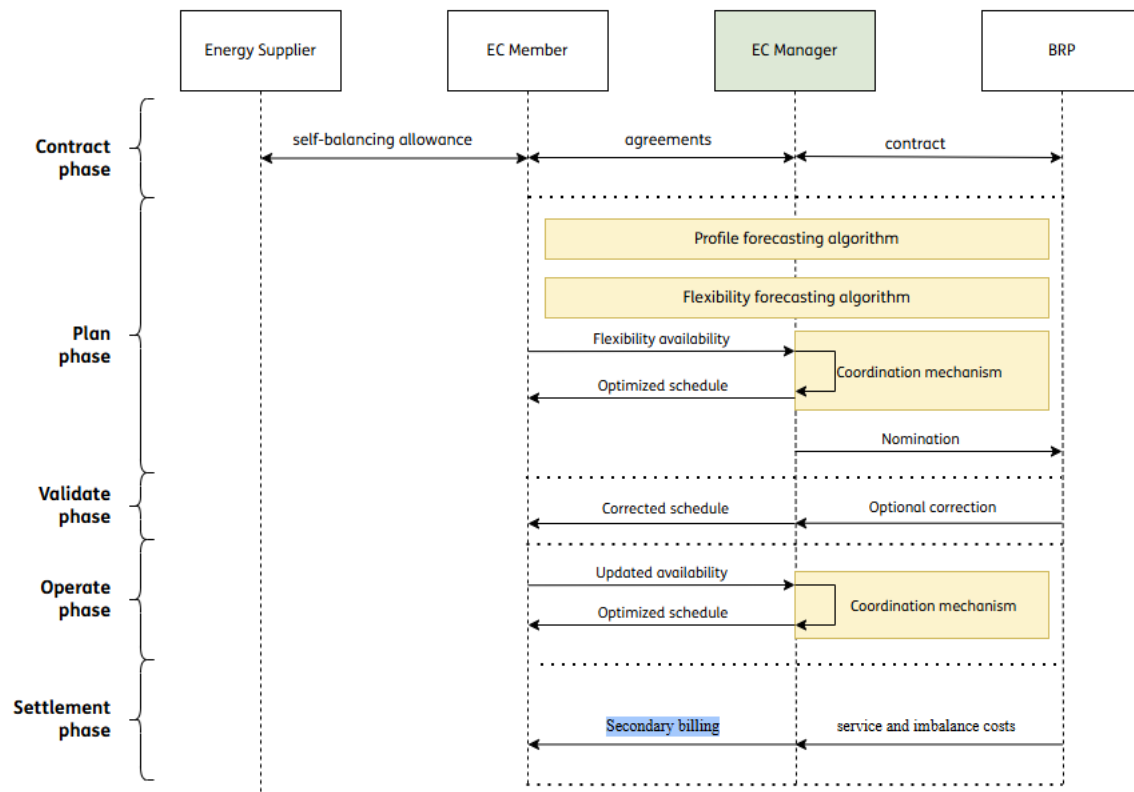 Energy Supplier
EC Member
EC Manager
BRP
Contract
phase
self-balancing allowance
agreements
contract
Plan
phase
Profile forecasting algorithm
Flexibility forecasting algorithm
Flexibility availability
Coordination mechanism
Optimized schedule
Nomination
Validate
phase
Corrected schedule
Optional correction
Operate
phase
Updated availability
Coordination mechanism
Optimized schedule
Settlement
phase
Secondary billing
service and imbalance costs